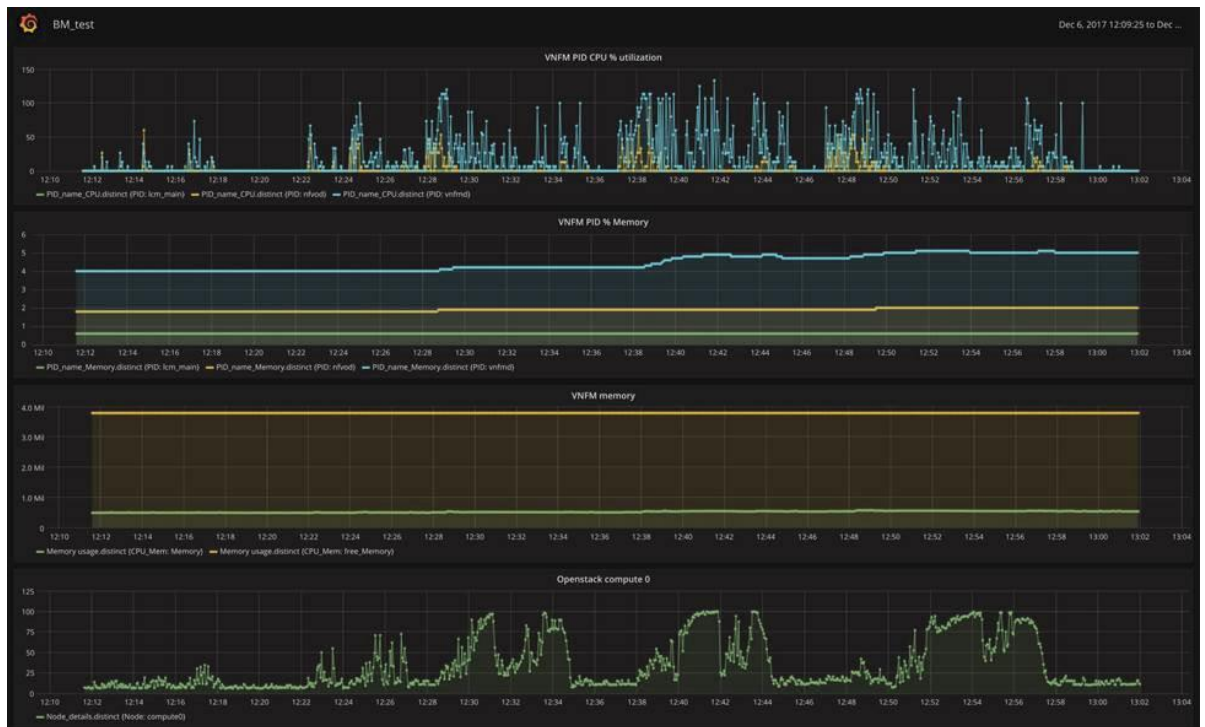 BM_test
Dec 6, 2017 12:09:25 to Dec ...
VNFM PID CPU % utilization
150
100
50
0
12:10 12:12 12:14 12:16 12:18 12:20 12:22 12:24 12:26 12:28 12:30 12:32 12:34 12:36 12:38 12:40 12:42 12:44 12:46 12:48 12:50 12:52 12:54 12:56 12:58 13:00 13:02 13:04
PID_name_CPU.distinct {PID: lcm_main} PID_name_CPU.distinct {PID: nfvod} PID_name_CPU.distinct {PID: vnfmd}
VNFM PID % Memory
6
5
4
3
2
1
0
12:10 12:12 12:14 12:16 12:18 12:20 12:22 12:24 12:26 12:28 12:30 12:32 12:34 12:36 12:38 12:40 12:42 12:44 12:46 12:48 12:50 12:52 12:54 12:56 12:58 13:00 13:02 13:04
PID_name_Memory.distinct {PID: lcm_main} PID_name_Memory.distinct {PID: nfvod} PID_name_Memory.distinct {PID: vnfmd}
VNFM memory
4.0 Mil
3.0 Mil
2.0 Mil
1.0 Mil
0
12:10 12:12 12:14 12:16 12:18 12:20 12:22 12:24 12:26 12:28 12:30 12:32 12:34 12:36 12:38 12:40 12:42 12:44 12:46 12:48 12:50 12:52 12:54 12:56 12:58 13:00 13:02 13:04
Memory usage.distinct {CPU_Mem: Memory} Memory usage.distinct {CPU_Mem: free_Memory}
Openstack compute 0
125
100
75
50
25
0
12:10 12:12 12:14 12:16 12:18 12:20 12:22 12:24 12:26 12:28 12:30 12:32 12:34 12:36 12:38 12:40 12:42 12:44 12:46 12:48 12:50 12:52 12:54 12:56 12:58 13:00 13:02 13:04
Node_details.distinct {Node: compute0}